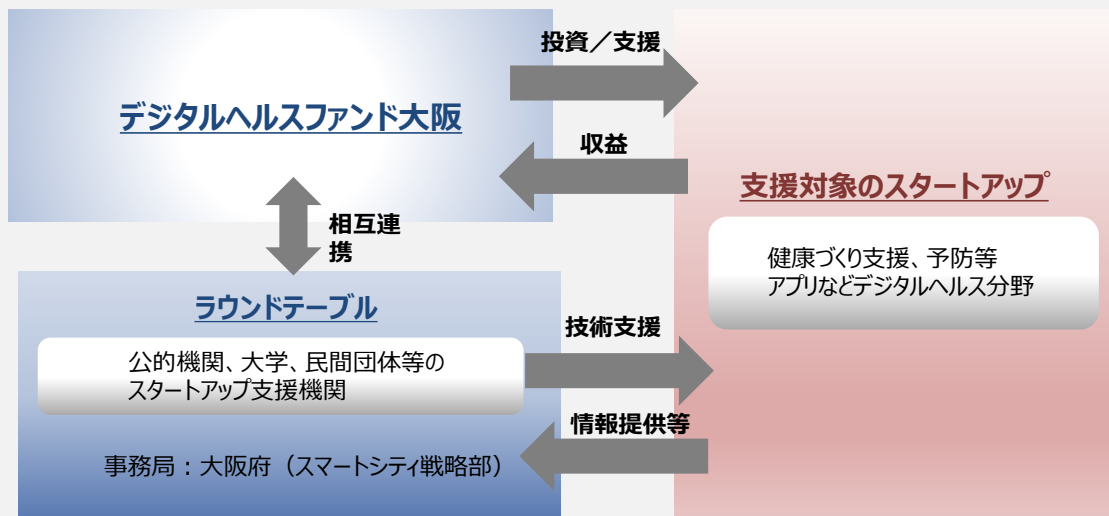 デジタルヘルスファンド大阪
投資／支援
収益
相互連
携
ラウンドテーブル
公的機関、大学、民間団体等の
スタートアップ支援機関
事務局：大阪府（スマートシティ戦略部）
技術支援
情報提供等
支援対象のスタートアップ
健康づくり支援、予防等
アプリなどデジタルヘルス分野